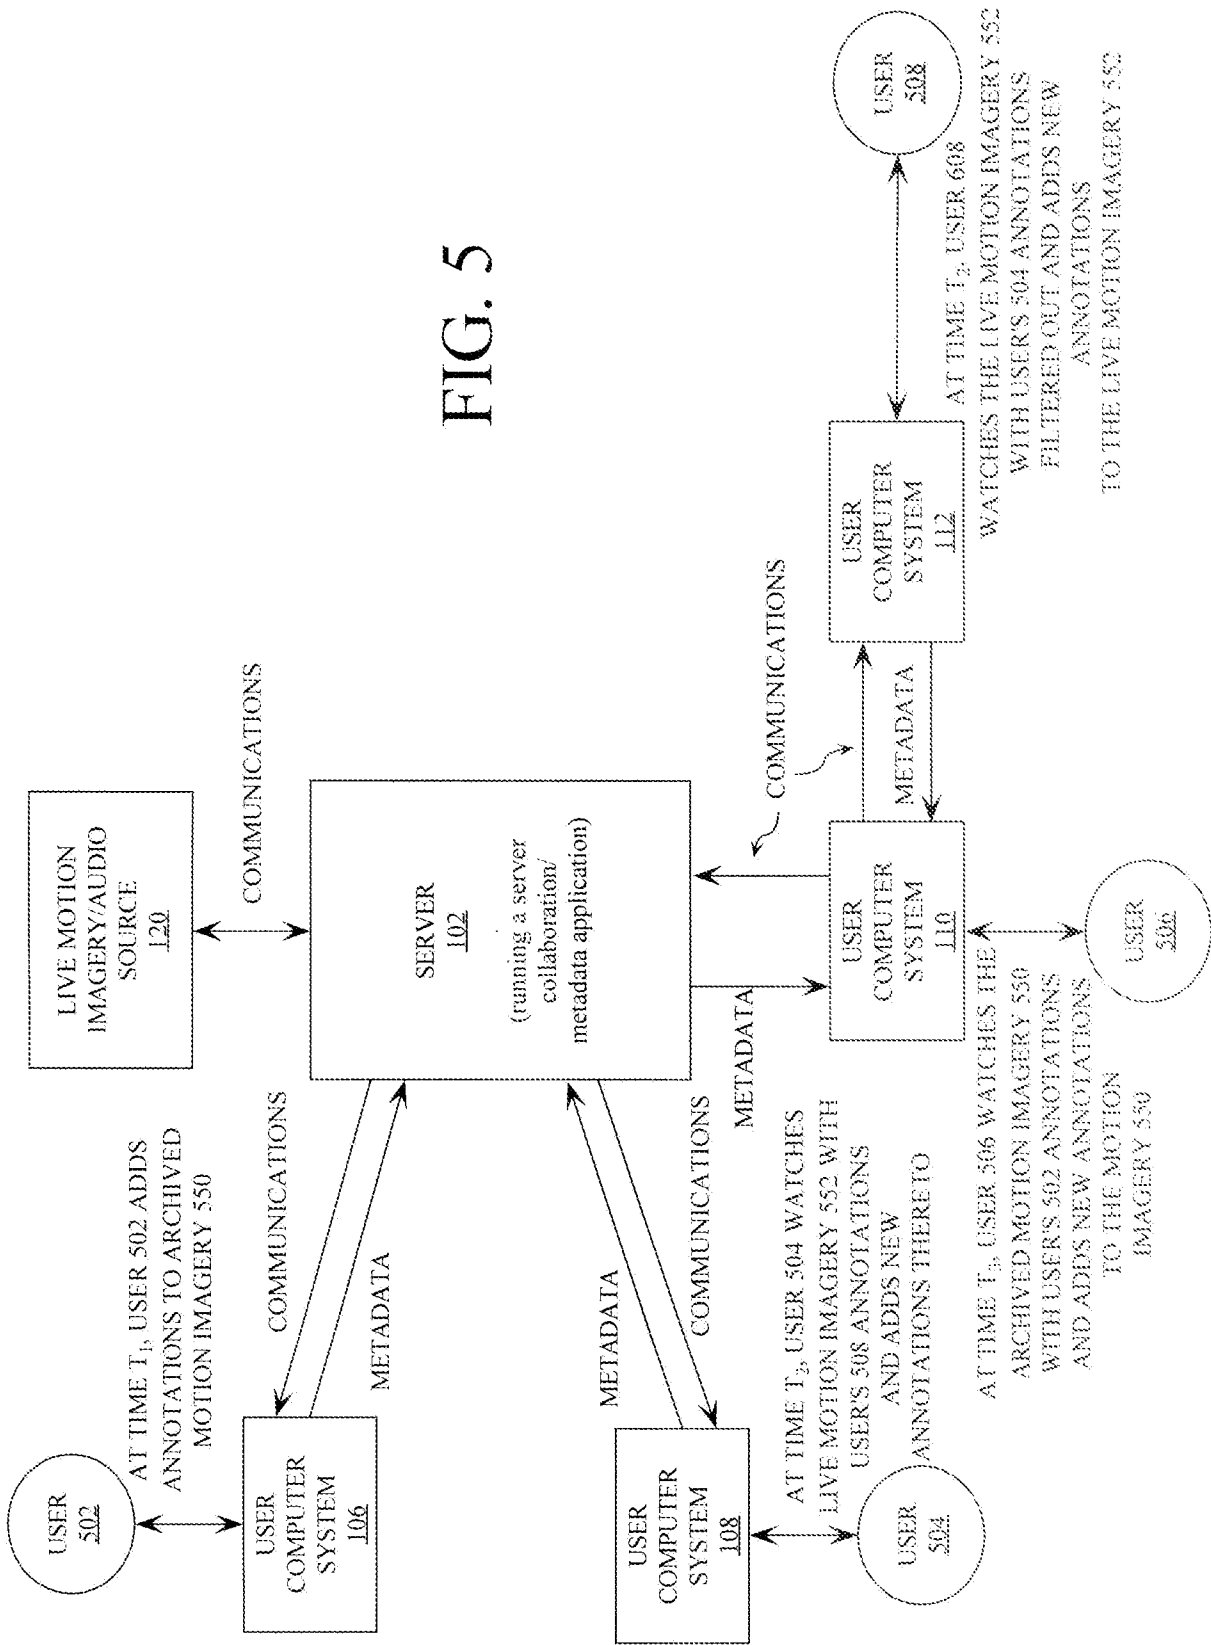 USER
502
AT TIME T1, USER 502 ADDS
ANNOTATIONS TO ARCHIVED
MOTION IMAGERY 550
USER
COMPUTER
SYSTEM
106
COMMUNICATIONS
METADATA
LIVE MOTION
IMAGERY/AUDIO
SOURCE
120
COMMUNICATIONS
SERVER
102
(running a server
collaboration/
metadata application)
FIG. 5
METADATA
COMMUNICATIONS
USER
COMPUTER
SYSTEM
108
AT TIME T2, USER 504 WATCHES
LIVE MOTION IMAGERY 552 WITH
USER'S 508 ANNOTATIONS
AND ADDS NEW
ANNOTATIONS THERETO
USER
504
METADATA
COMMUNICATIONS
USER
COMPUTER
SYSTEM
110
AT TIME T3, USER 506 WATCHES THE
ARCHIVED MOTION IMAGERY 550
WITH USER'S 502 ANNOTATIONS
AND ADDS NEW ANNOTATIONS
TO THE MOTION
IMAGERY 550
USER
506
METADATA
USER
COMPUTER
SYSTEM
112
USER
508
AT TIME T2, USER 608
WATCHES THE LIVE MOTION IMAGERY 552
WITH USER'S 504 ANNOTATIONS
FILTERED OUT AND ADDS NEW
ANNOTATIONS
TO THE LIVE MOTION IMAGERY 552